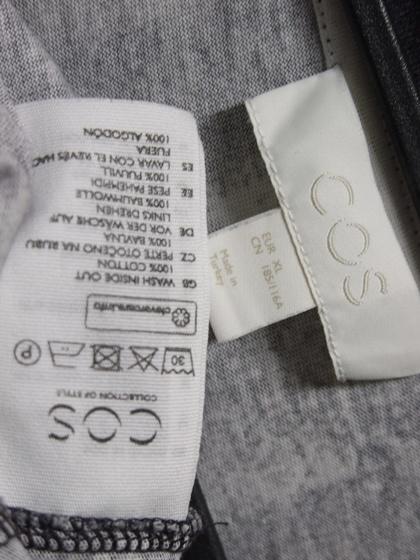 COS
COLLECTION OF STYLE
30 P
clevercare.info
GB WASH INSIDE OUT
100% COTTON
CZ PERTE OTOČENO NA RUBU
100% BAVLNA
DE VOR DER WÄSCHE AUF
LINKS DREHEN
100% BAUMWOLLE
EE PESE PAHEMPIDI
100% PUUVILL
ES LAVAR CON EL REVÉS HAC
FUERA
100% ALGODÓN
COS
EUR XL
CN 185/116A
Made in
Turkey